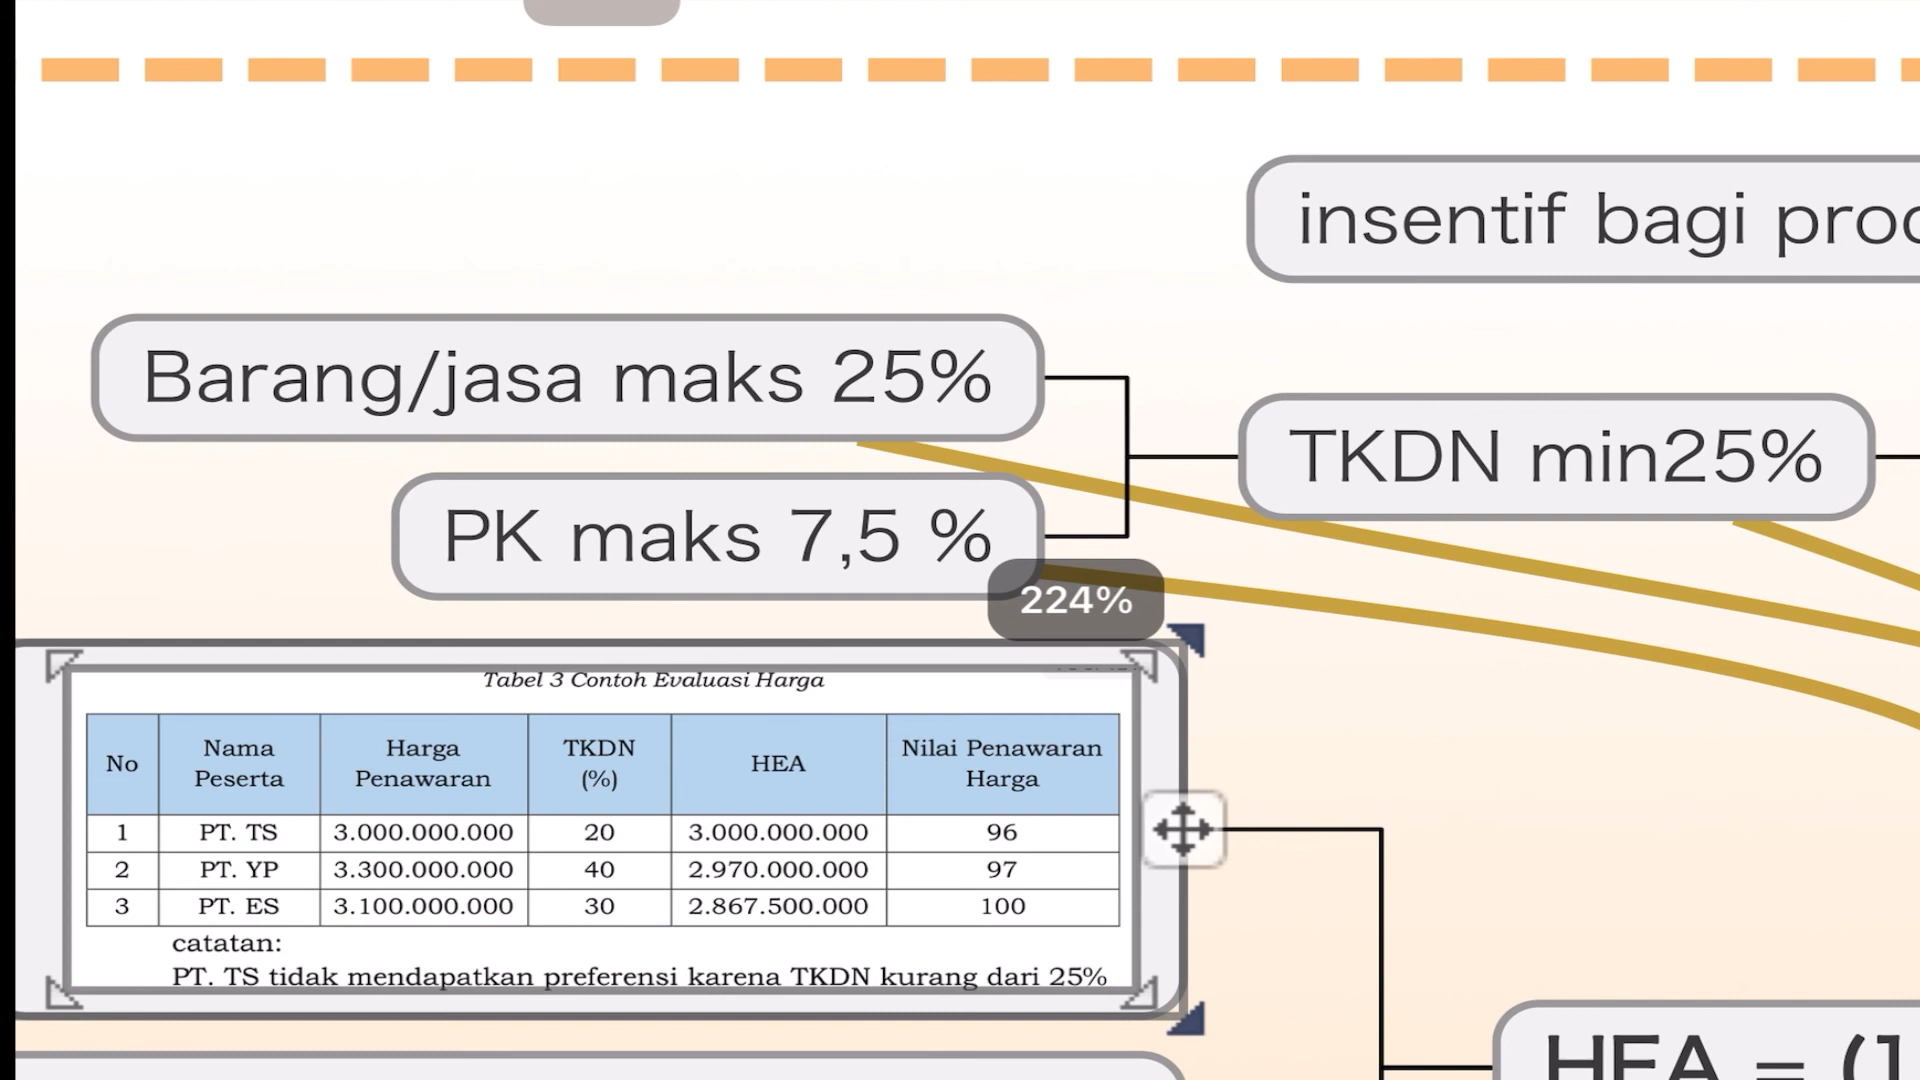 insentif bagi
Barang/jasa maks 25%
TKDN min25%
PK maks 7,5 %
224%
Tabel 3 Contoh Evaluasi Harga
No Nama Peserta Harga Penawaran TKDN (%) HEA Nilai Penawaran Harga
1 PT. TS 3.000.000.000 20 3.000.000.000 96
2 PT. YP 3.300.000.000 40 2.970.000.000 97
3 PT. ES 3.100.000.000 30 2.867.500.000 100
catatan:
PT. TS tidak mendapatkan preferensi karena TKDN kurang dari 25%
HEA = (1